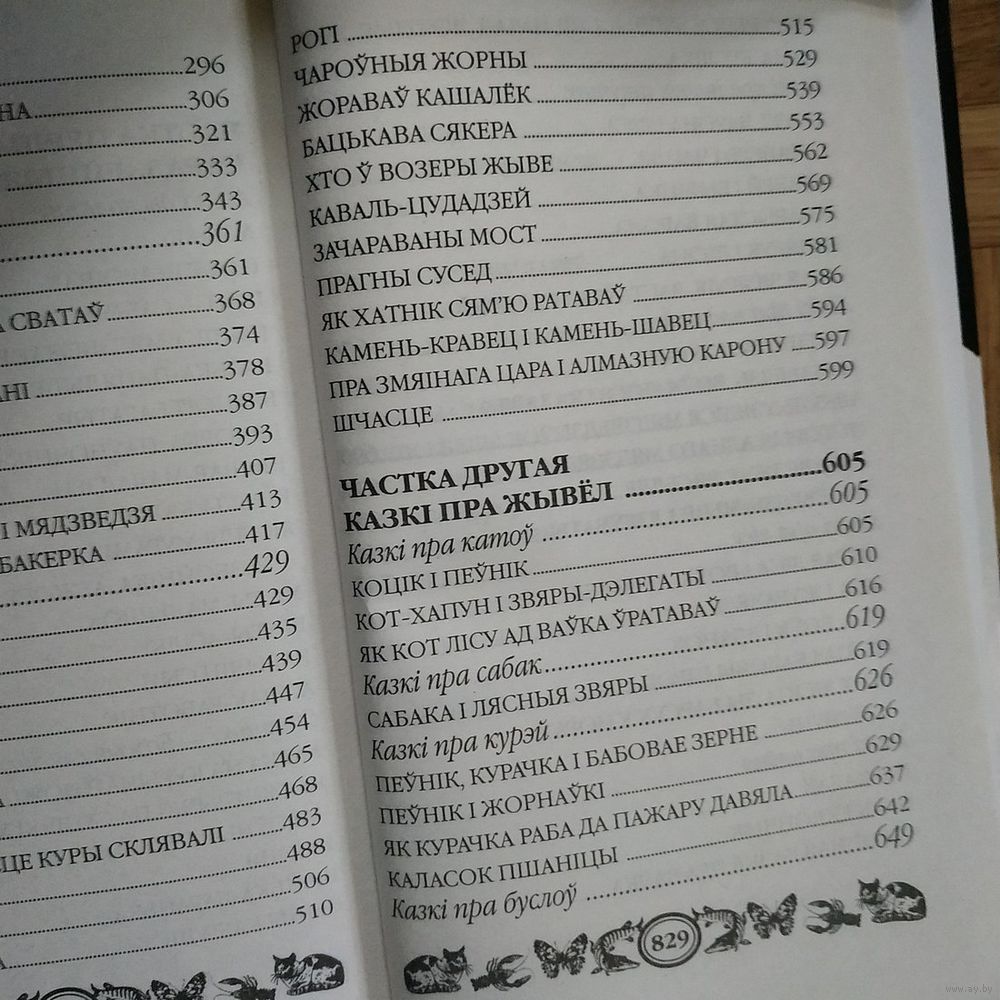 296
НА 306
321
333
343
361
361
А СВАТАЎ 368
374
АНІ 378
387
393
407
І МЯДЗВЕДЗЯ 413
БАКЕРКА 417
429
429
435
439
447
454
465
468
ЦЕ КУРЫ СКЛЯВАЛІ 483
488
506
510
РОГІ 515
ЧАРОЎНЫЯ ЖОРНЫ 529
ЖОРАВАЎ КАШАЛЁК 539
БАЦЬКАВА СЯКЕРА 553
ХТО Ў ВОЗЕРЫ ЖЫВЕ 562
КАВАЛЬ-ЦУДАДЗЕЙ 569
ЗАЧАРАВАНЫ МОСТ 575
ПРАГНЫ СУСЕД 581
ЯК ХАТНІК СЯМ’Ю РАТАВАЎ 586
КАМЕНЬ-КРАВЕЦ І КАМЕНЬ-ШАВЕЦ 594
ПРА ЗМЯІНАГА ЦАРА І АЛМАЗНУЮ КАРОНУ 597
ШЧАСЦЕ 599
ЧАСТКА ДРУГАЯ
КАЗКІ ПРА ЖЫВЁЛ 605
Казкі пра катоў 605
КОЦІК І ПЕЎНІК 605
КОТ-ХАПУН І ЗВЯРЫ-ДЭЛЕГАТЫ 610
ЯК КОТ ЛІСУ АД ВАЎКА ЎРАТАВАЎ 616
Казкі пра сабак 619
САБАКА І ЛЯСНЫЯ ЗВЯРЫ 619
Казкі пра курэй 626
ПЕЎНІК, КУРАЧКА І БАБОВАЕ ЗЕРНЕ 626
ПЕЎНІК І ЖОРНАЎКІ 629
ЯК КУРАЧКА РАБА ДА ПАЖАРУ ДАВЯЛА 637
КАЛАСОК ПШАНІЦЫ 642
Казкі пра буслоў 649
829
www.ay.by